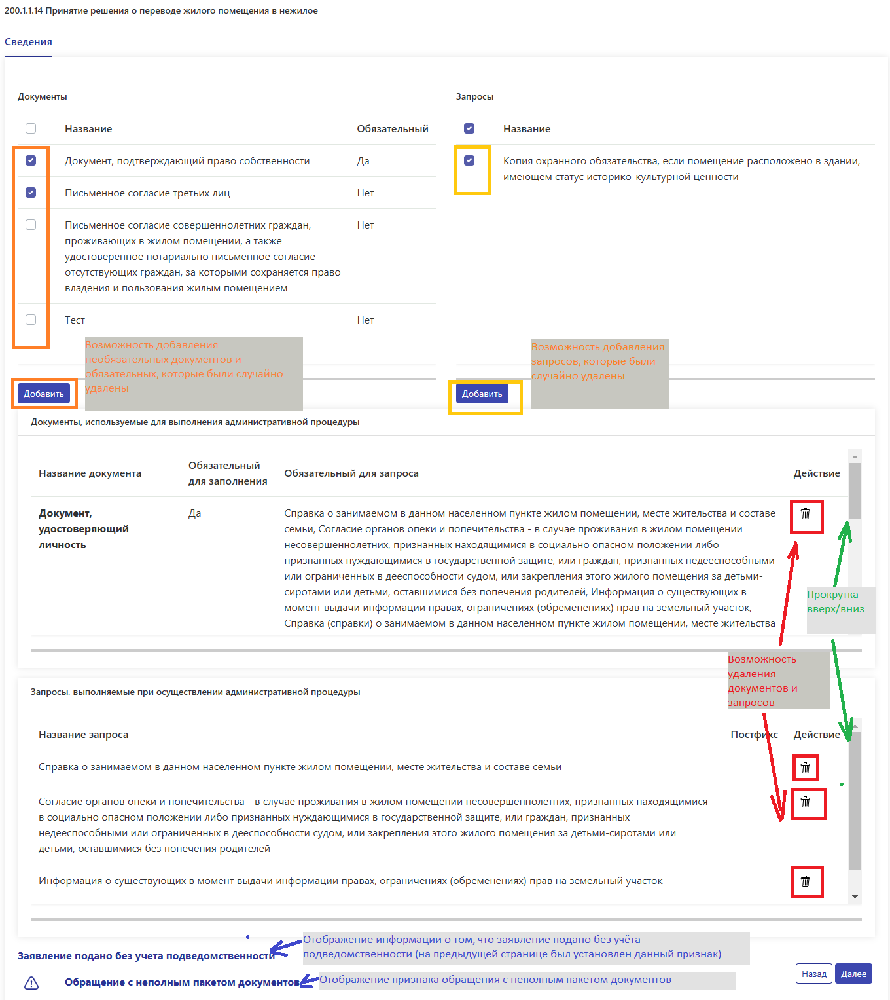 200.1.1.14 Принятие решения о переводе жилого помещения в нежилое
Сведения
Документы
Название
Обязательный
Документ, подтверждающий право собственности
Да
Письменное согласие третьих лиц
Нет
Письменное согласие совершеннолетних граждан,
проживающих в жилом помещении, а также
удостоверенное нотариально письменное согласие
отсутствующих граждан, за которыми сохраняется право
владения и пользования жилым помещением
Нет
Тест
Нет
Возможность добавления
необязательных документов и
обязательных, которые были случайно
удалены
Добавить
Запросы
Название
Копия охранного обязательства, если помещение расположено в здании,
имеющем статус историко-культурной ценности
Возможность добавления
запросов, которые были
случайно удалены
Добавить
Документы, используемые для выполнения административной процедуры
Название документа
Обязательный
для заполнения
Обязательный для запроса
Действие
Документ,
удостоверяющий
личность
Да
Справка о занимаемом в данном населенном пункте жилом помещении, месте жительства и составе
семьи, Согласие органов опеки и попечительства - в случае проживания в жилом помещении
несовершеннолетних, признанных находящимися в социально опасном положении либо
признанных нуждающимися в государственной защите, или граждан, признанных недееспособными
или ограниченных в дееспособности судом, или закрепления этого жилого помещения за детьми-
сиротами или детьми, оставшимися без попечения родителей, Информация о существующих в
момент выдачи информации правах, ограничениях (обременениях) прав на земельный участок,
Справка (справки) о занимаемом в данном населенном пункте жилом помещении, месте жительства
Прокрутка
вверх/вниз
Возможность
удаления
документов и
запросов
Запросы, выполняемые при осуществлении административной процедуры
Название запроса
Постфикс
Действие
Справка о занимаемом в данном населенном пункте жилом помещении, месте жительства и составе семьи
Согласие органов опеки и попечительства - в случае проживания в жилом помещении несовершеннолетних, признанных находящимися
в социально опасном положении либо признанных нуждающимися в государственной защите, или граждан, признанных
недееспособными или ограниченных в дееспособности судом, или закрепления этого жилого помещения за детьми-сиротами или
детьми, оставшимися без попечения родителей
Информация о существующих в момент выдачи информации правах, ограничениях (обременениях) прав на земельный участок
Отображение информации о том, что заявление подано без учёта
подведомственности (на предыдущей странице был установлен данный признак)
Заявление подано без учета подведомственности
Обращение с неполным пакетом документов
Отображение признака обращения с неполным пакетом документов
Назад
Далее